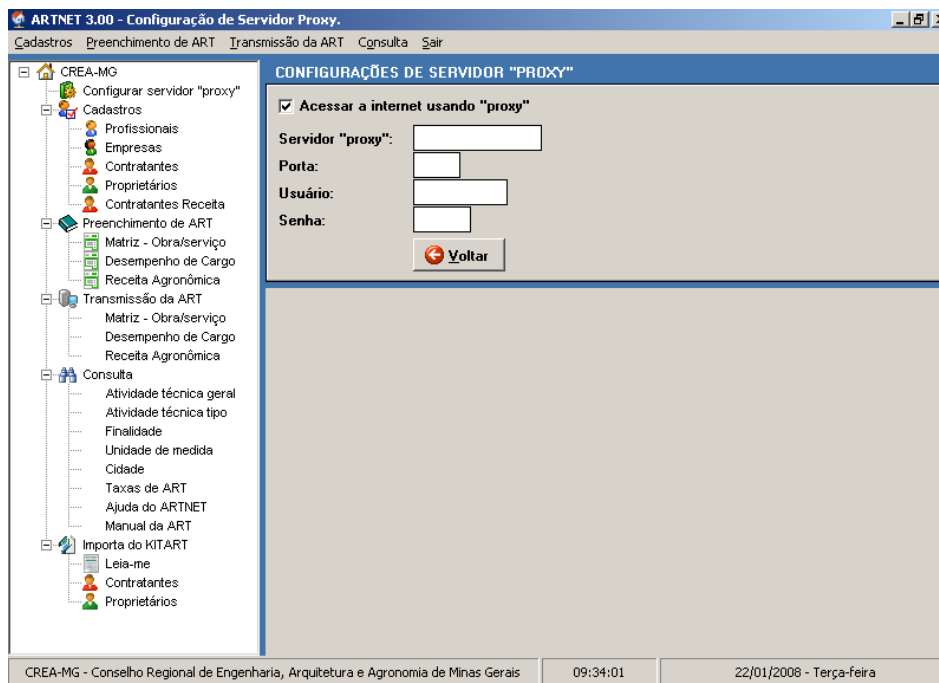 ARTNET 3.00 - Configuração de Servidor Proxy.
Cadastros Preenchimento de ART Transmissão da ART Consulta Sair
CREA-MG
Configurar servidor "proxy"
Cadastros
Profissionais
Empresas
Contratantes
Proprietários
Contratantes Receita
Preenchimento de ART
Matriz - Obra/serviço
Desempenho de Cargo
Receita Agronômica
Transmissão da ART
Matriz - Obra/serviço
Desempenho de Cargo
Receita Agronômica
Consulta
Atividade técnica geral
Atividade técnica tipo
Finalidade
Unidade de medida
Cidade
Taxas de ART
Ajuda do ARTNET
Manual da ART
Importa do KITART
Leia-me
Contratantes
Proprietários
CONFIGURAÇÕES DE SERVIDOR "PROXY"
Acessar a internet usando "proxy"
Servidor "proxy":
Porta:
Usuário:
Senha:
Voltar
CREA-MG - Conselho Regional de Engenharia, Arquitetura e Agronomia de Minas Gerais 09:34:01 22/01/2008 - Terça-feira